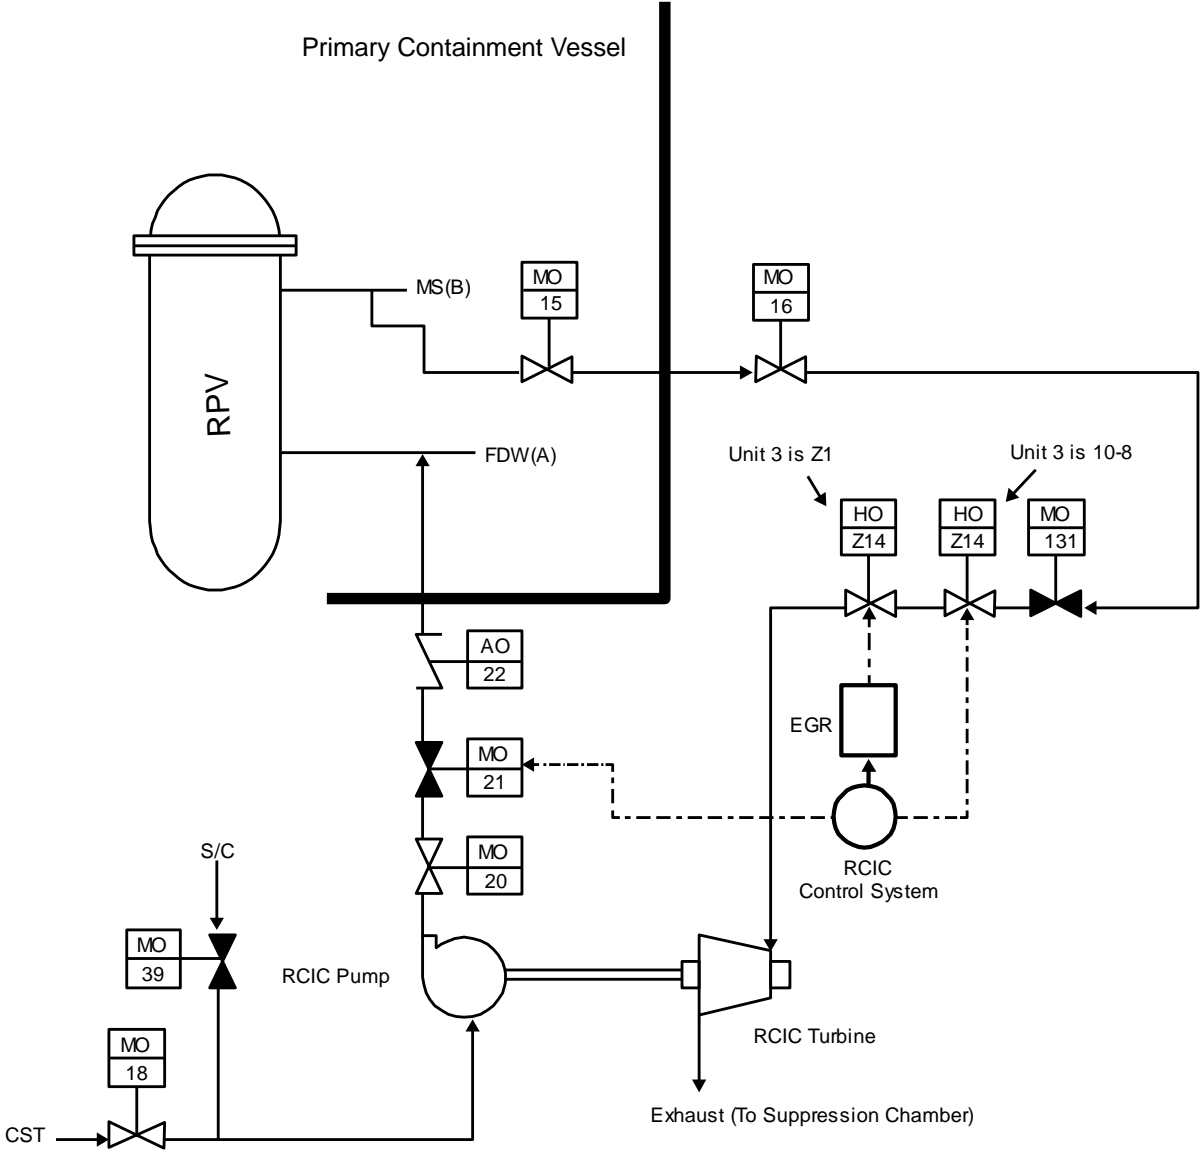 Primary Containment Vessel
MO
15
MO
16
MS(B)
RPV
FDW(A)
Unit 3 is Z1
Unit 3 is 10-8
HO
Z14
HO
Z14
MO
131
AO
22
EGR
MO
21
MO
20
RCIC
Control System
S/C
MO
39
RCIC Pump
RCIC Turbine
MO
18
Exhaust (To Suppression Chamber)
CST